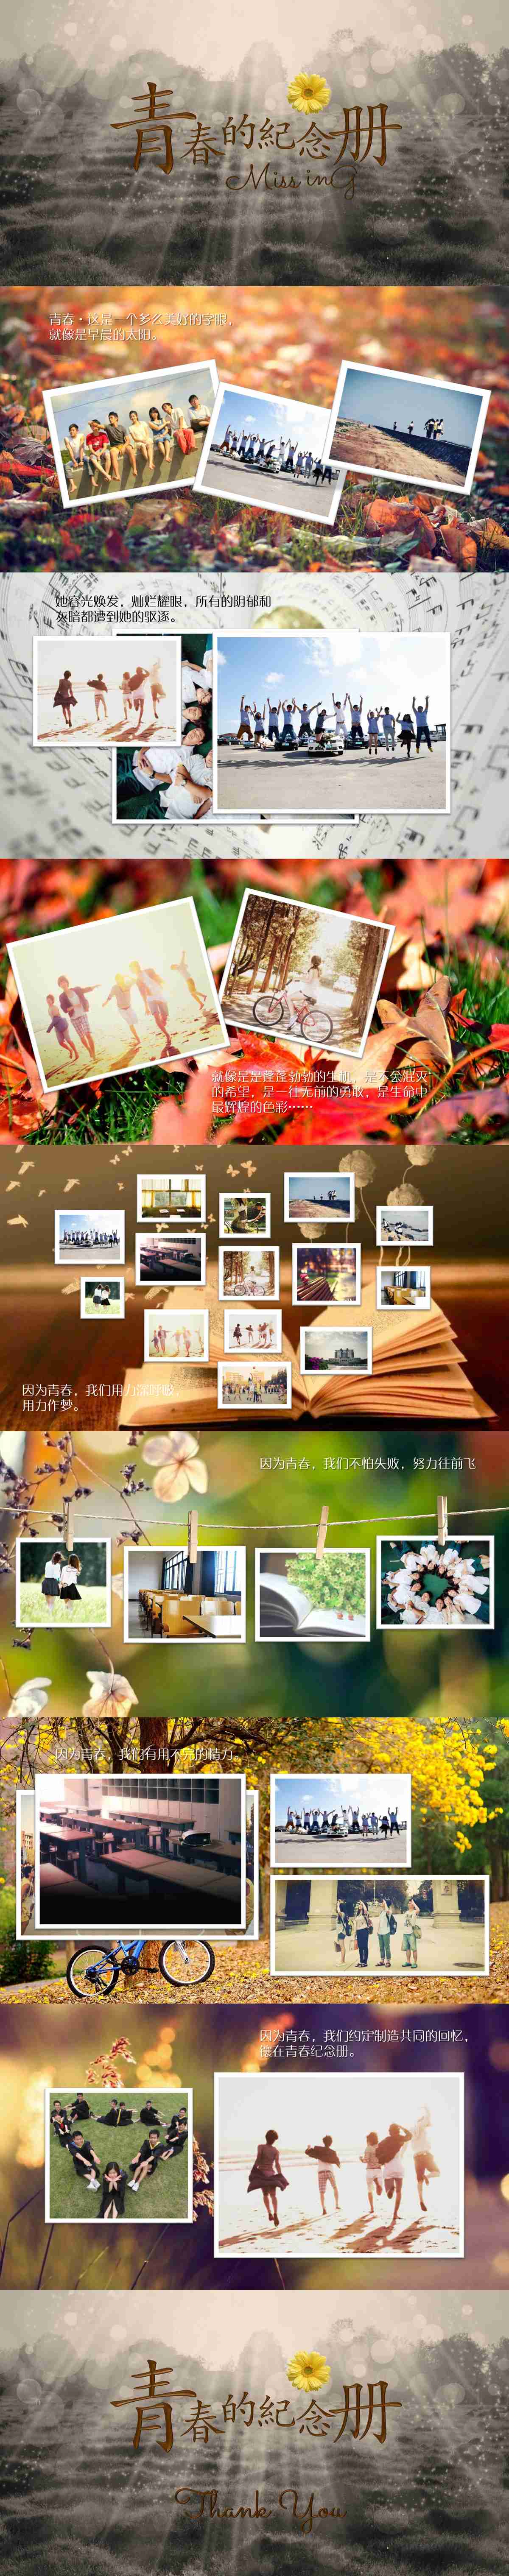 青春的紀念册
Miss inG
青春·这是一个多么美好的字眼，
就像是早晨的太阳。
她容光焕发，灿烂耀眼，所有的阴郁和
灰暗都遭到她的驱逐。
就像是是蓬蓬勃勃的生机，是不会泯灭
的希望，是一往无前的勇敢，是生命中
最辉煌的色彩……
因为青春，我们用力深呼吸，
用力作梦。
因为青春，我们不怕失败，努力往前飞
因为青春，我们有用不完的精力，
因为青春，我们约定制造共同的回忆，
像在青春纪念册。
青春的紀念册
Thank You